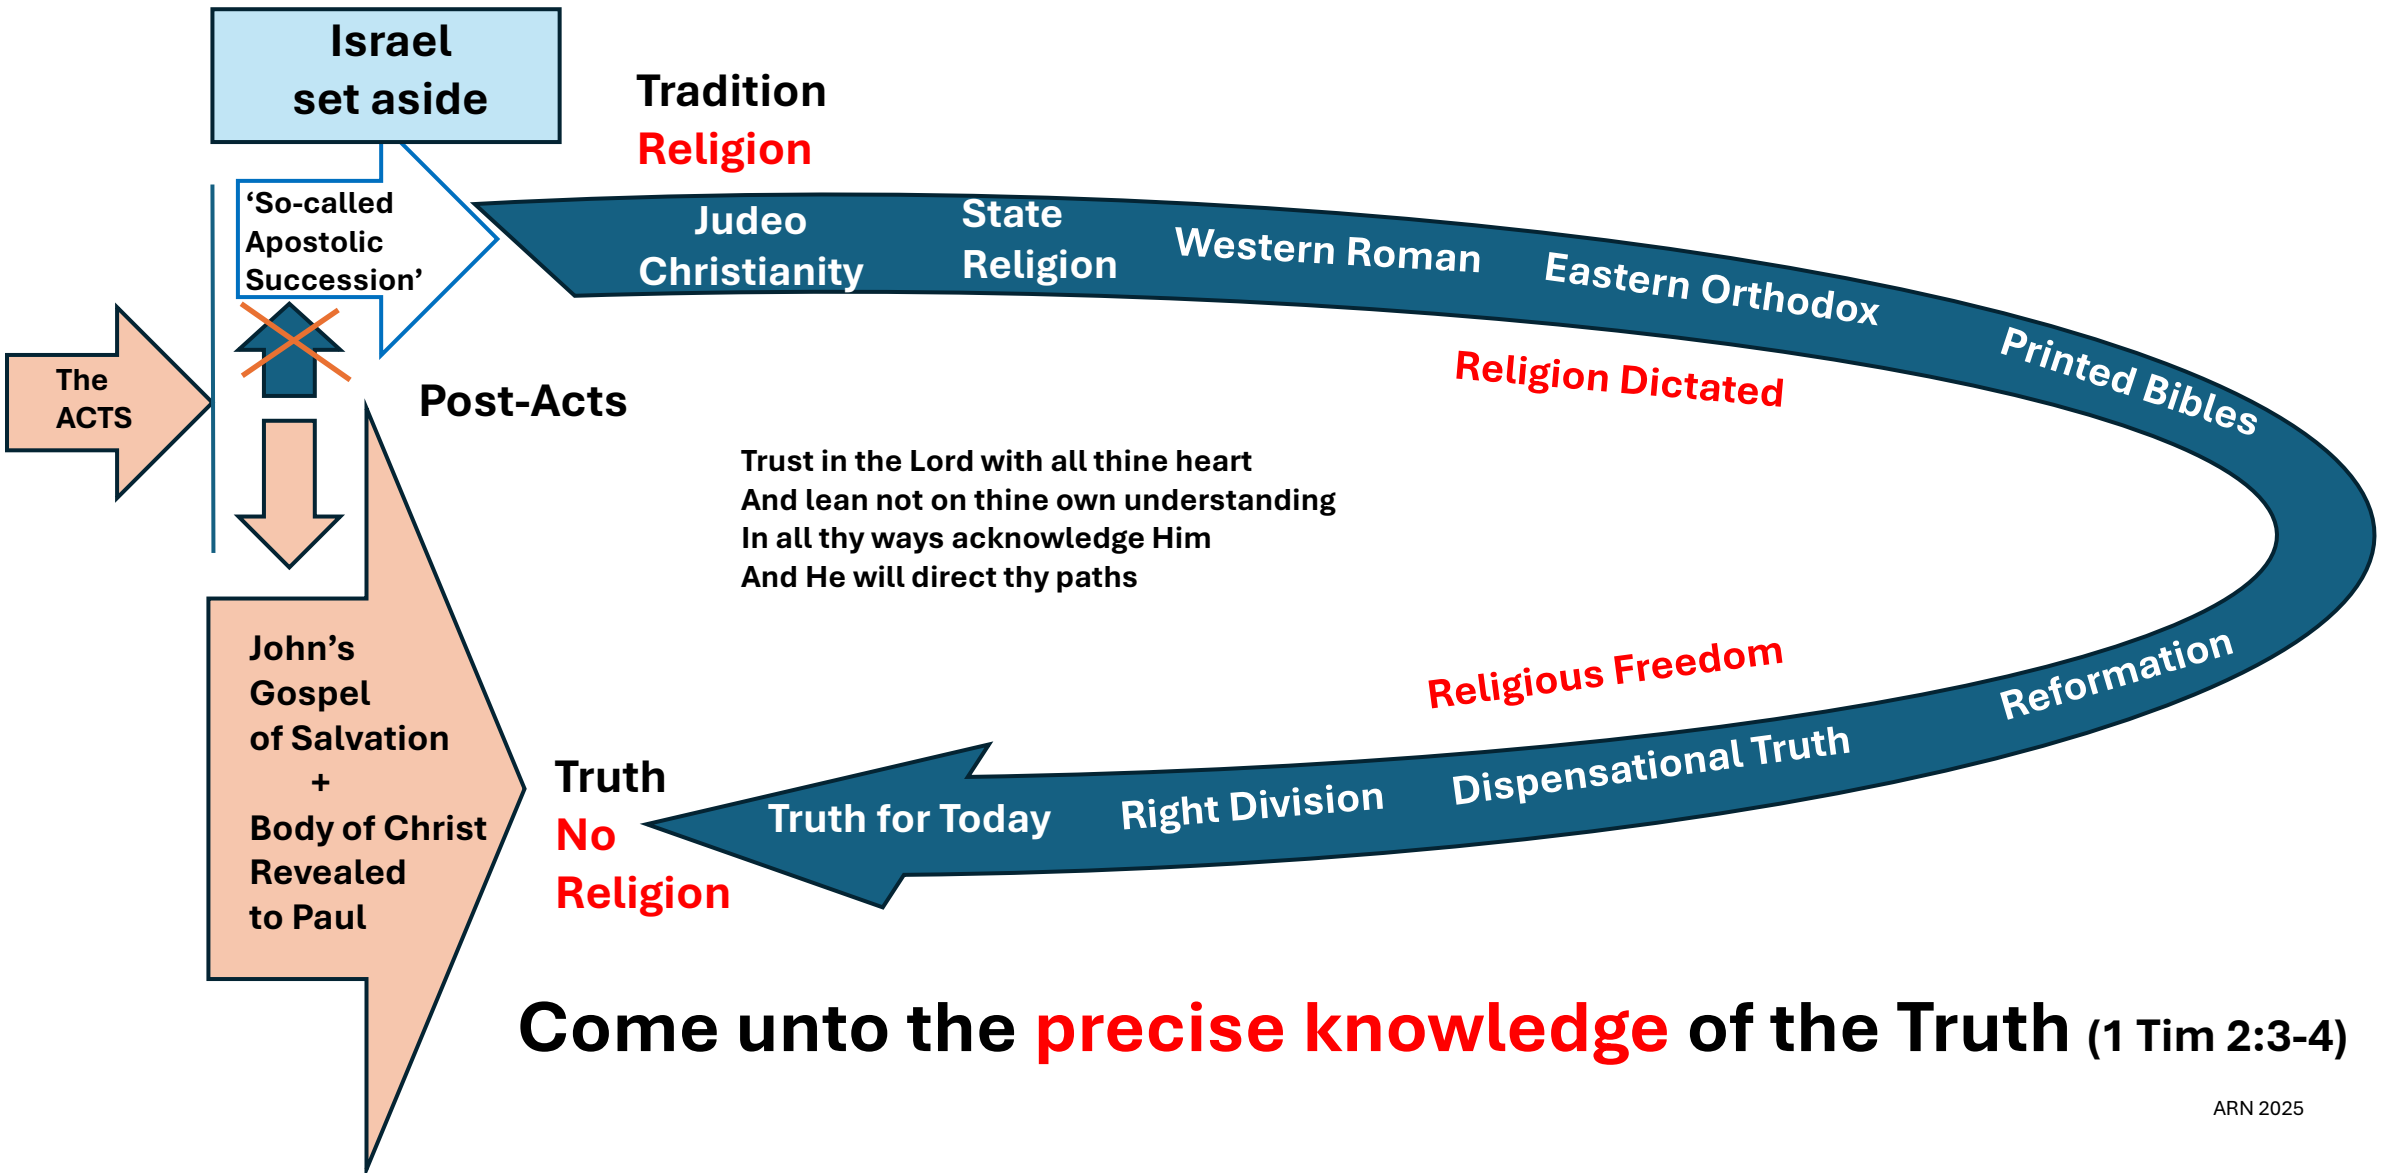 Israel
set aside
Tradition
Religion
‘So-called
Apostolic
Succession’
Judeo
Christianity
State
Religion
Western Roman
Eastern Orthodox
Printed Bibles
Religion Dictated
The
ACTS
Post-Acts
Trust in the Lord with all thine heart
And lean not on thine own understanding
In all thy ways acknowledge Him
And He will direct thy paths
Religious Freedom
Reformation
Dispensational Truth
Right Division
Truth for Today
John’s
Gospel
of Salvation
+
Body of Christ
Revealed
to Paul
Truth
No
Religion
Come unto the precise knowledge of the Truth (1 Tim 2:3-4)
ARN 2025